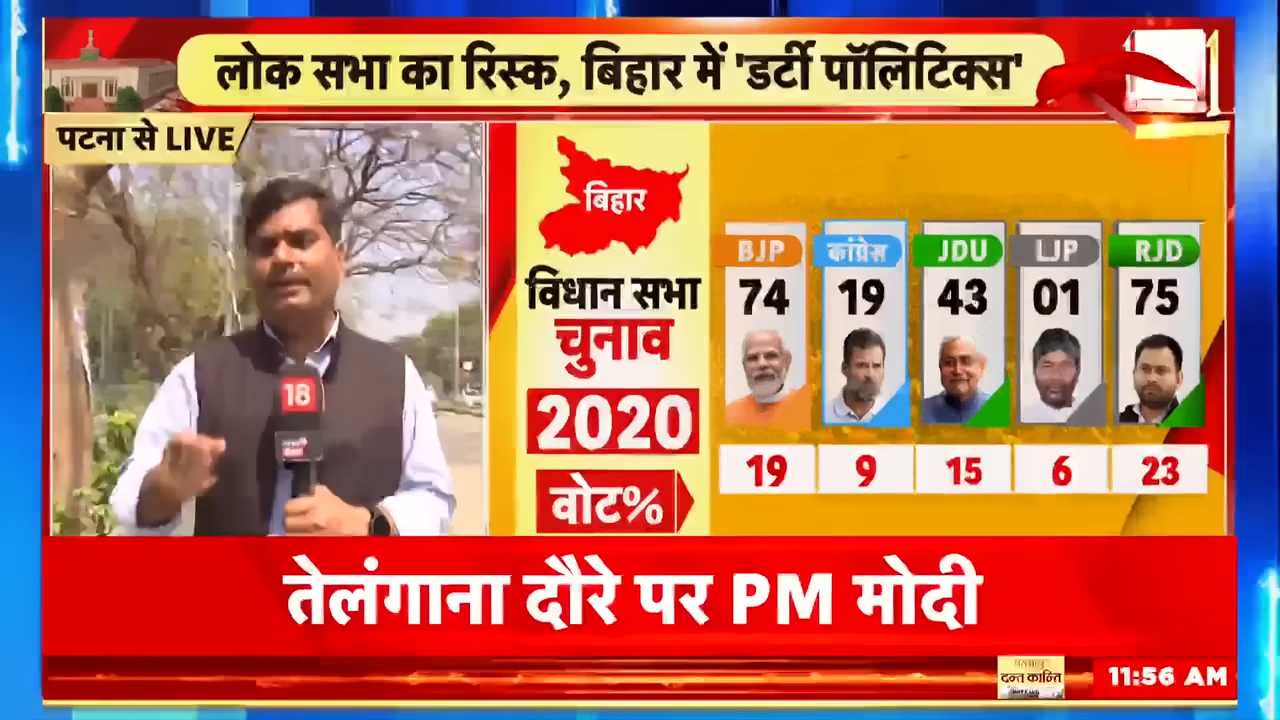 लोक सभा का रिस्क, बिहार में 'डर्टी पॉलिटिक्स'
1
पटना से LIVE
बिहार
विधान सभा
चुनाव
2020
वोट%
BJP कांग्रेस JDU LJP RJD
74 19 43 01 75
19 9 15 6 23
18
तेलंगाना दौरे पर PM मोदी
दन्त कान्ति
11:56 AM